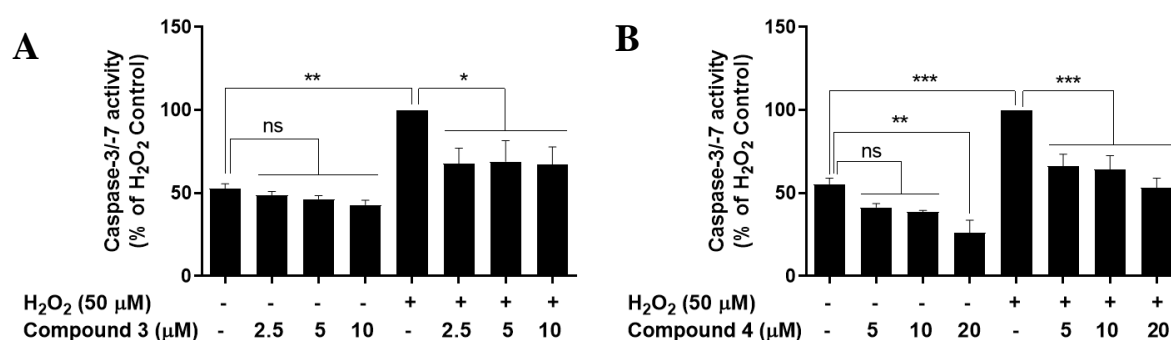 A
Caspase-3/-7 activity
(% of H₂O₂ Control)
150
100
50
0
**
*
ns
H₂O₂ (50 μM) - - - - + + + +
Compound 3 (μM) - 2.5 5 10 - 2.5 5 10
B
Caspase-3/-7 activity
(% of H₂O₂ Control)
150
100
50
0
***
***
**
ns
H₂O₂ (50 μM) - - - - + + + +
Compound 4 (μM) - 5 10 20 - 5 10 20